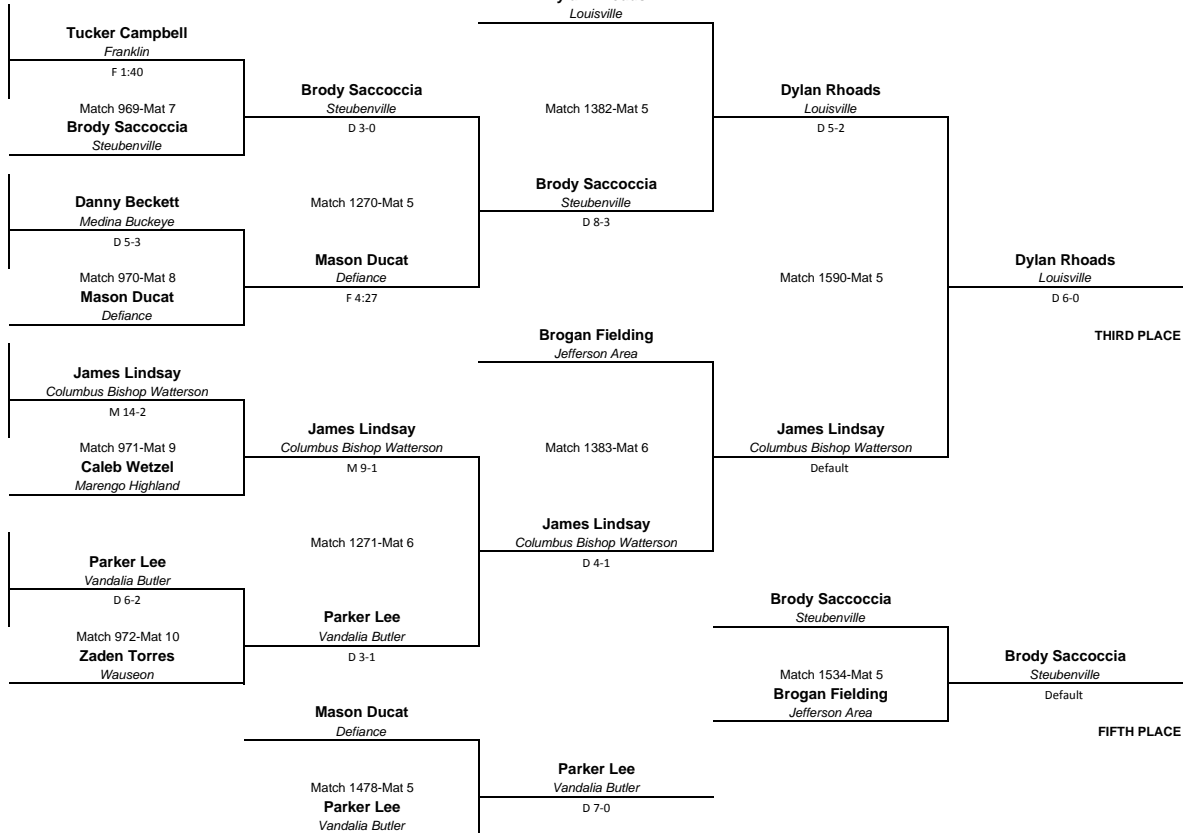 Louisville
Tucker Campbell
Franklin
F 1:40
Match 969-Mat 7
Brody Saccoccia
Steubenville
Danny Beckett
Medina Buckeye
D 5-3
Match 970-Mat 8
Mason Ducat
Defiance
James Lindsay
Columbus Bishop Watterson
M 14-2
Match 971-Mat 9
Caleb Wetzel
Marengo Highland
Parker Lee
Vandalia Butler
D 6-2
Match 972-Mat 10
Zaden Torres
Wauseon
Brody Saccoccia
Steubenville
D 3-0
Match 1270-Mat 5
Mason Ducat
Defiance
F 4:27
James Lindsay
Columbus Bishop Watterson
M 9-1
Match 1271-Mat 6
Parker Lee
Vandalia Butler
D 3-1
Mason Ducat
Defiance
Match 1478-Mat 5
Parker Lee
Vandalia Butler
Match 1382-Mat 5
Brody Saccoccia
Steubenville
D 8-3
Brogan Fielding
Jefferson Area
Match 1383-Mat 6
James Lindsay
Columbus Bishop Watterson
D 4-1
Parker Lee
Vandalia Butler
D 7-0
Dylan Rhoads
Louisville
D 5-2
Match 1590-Mat 5
James Lindsay
Columbus Bishop Watterson
Default
Brody Saccoccia
Steubenville
Match 1534-Mat 5
Brogan Fielding
Jefferson Area
Dylan Rhoads
Louisville
D 6-0
THIRD PLACE
Brody Saccoccia
Steubenville
Default
FIFTH PLACE